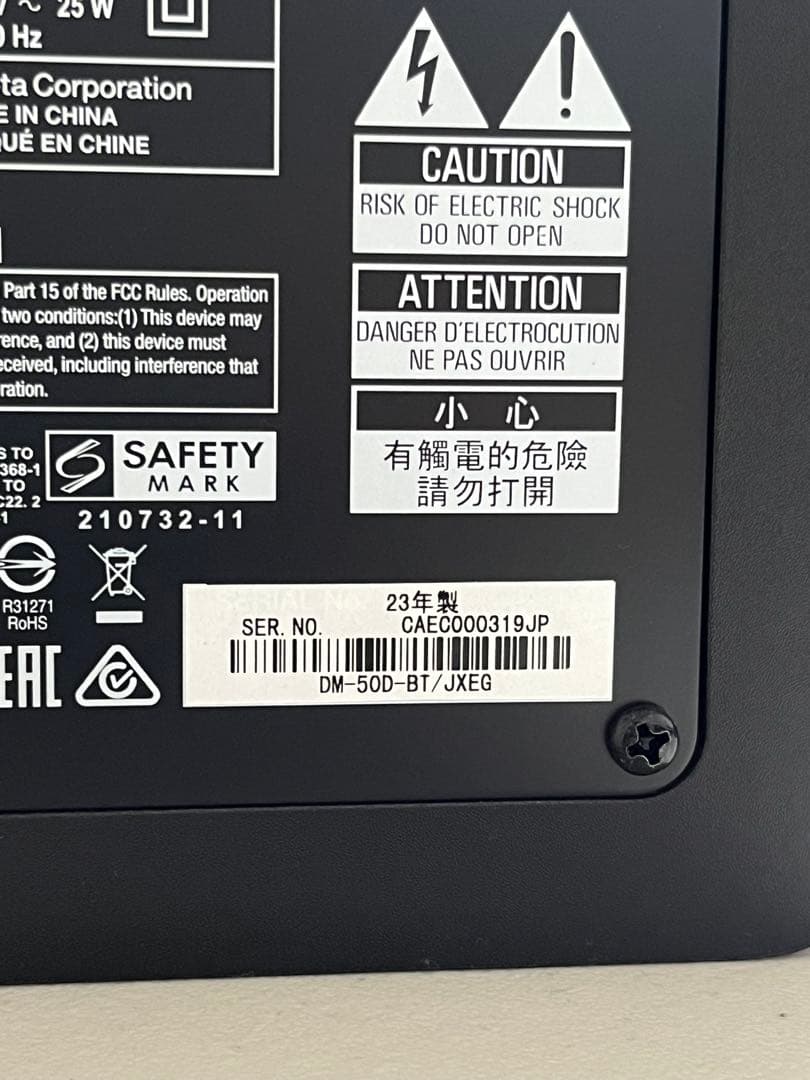 25 W
Hz
ta Corporation
E IN CHINA
UÉ EN CHINE
CAUTION
RISK OF ELECTRIC SHOCK
DO NOT OPEN
Part 15 of the FCC Rules. Operation
two conditions:(1) This device may
rence, and (2) this device must
eceived, including interference that
ration.
ATTENTION
DANGER D'ELECTROCUTION
NE PAS OUVRIR
小 心
有觸電的危險
請勿打開
S TO
368-1
TO
C22. 2
-1
SAFETY
MARK
210732-11
R31271
RoHS
EAC
23年製
SER. NO. CAEC000319JP
DM-50D-BT/JXEG